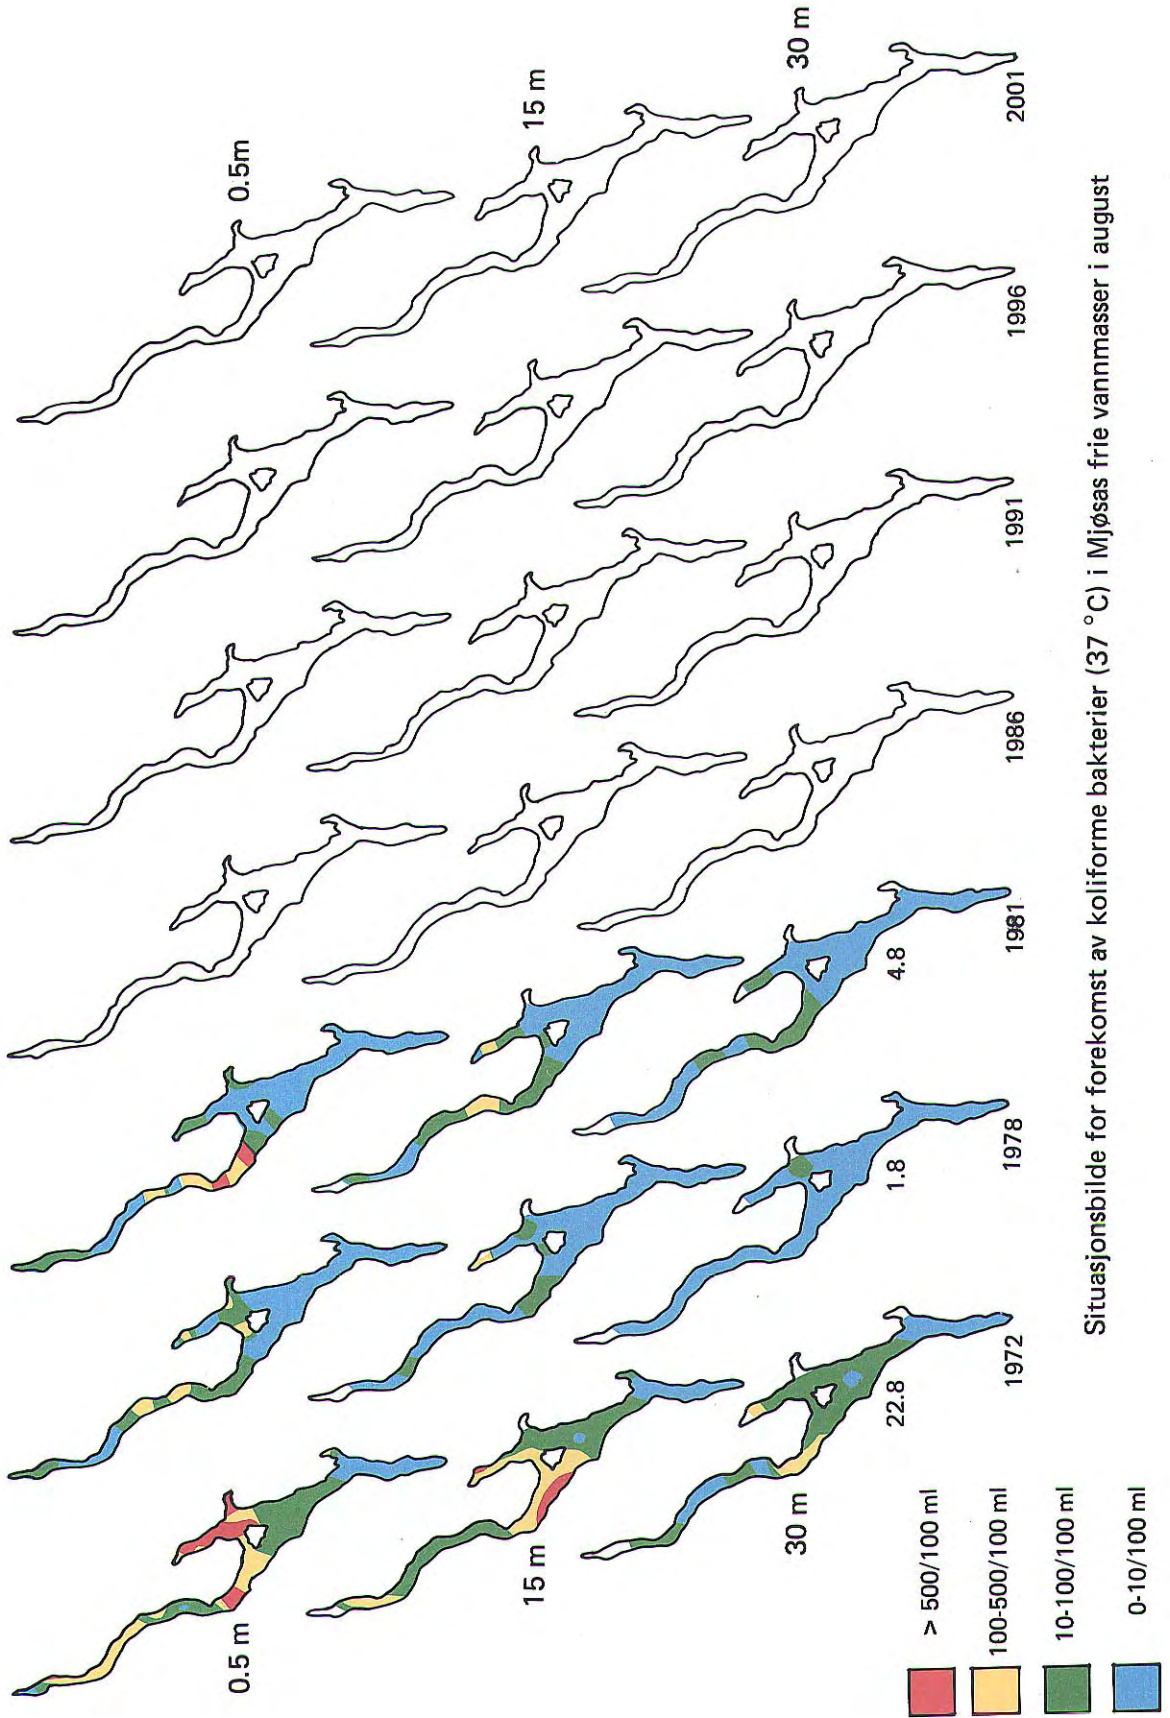 0.5 m
15 m
30 m
0.5m
15 m
30 m
22.8
1.8
4.8
1972
1978
1981
1986
1991
1996
2001
> 500/100 ml
100-500/100 ml
10-100/100 ml
0-10/100 ml
Situasjonsbilde for forekomst av koliforme bakterier (37 °C) i Mjøsas frie vannmasser i august